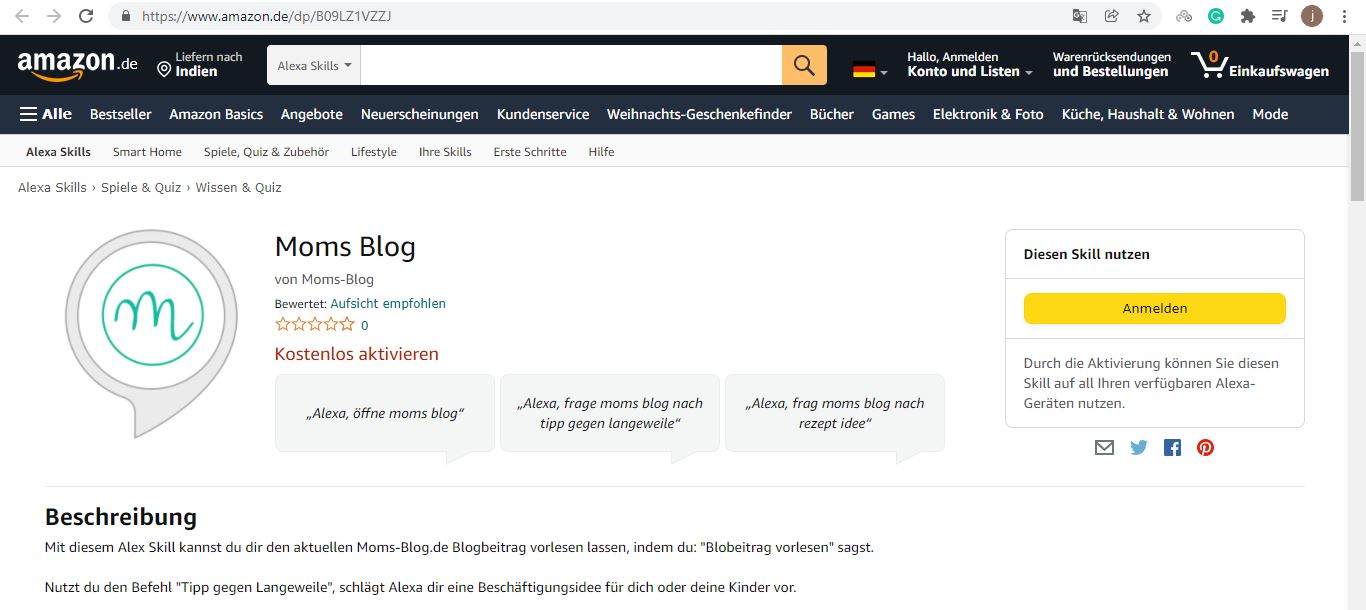 https://www.amazon.de/dp/B09LZ1VZZJ
j
amazon.de
Liefern nach
Indien
Alexa Skills
Hallo, Anmelden
Konto und Listen
Warenrücksendungen
und Bestellungen
0
Einkaufswagen
Alle Bestseller Amazon Basics Angebote Neuerscheinungen Kundenservice Weihnachts-Geschenkefinder Bücher Games Elektronik & Foto Küche, Haushalt & Wohnen Mode
Alexa Skills Smart Home Spiele, Quiz & Zubehör Lifestyle Ihre Skills Erste Schritte Hilfe
Alexa Skills › Spiele & Quiz › Wissen & Quiz
m
Moms Blog
von Moms-Blog
Bewertet: Aufsicht empfohlen
0
Kostenlos aktivieren
„Alexa, öffne moms blog“
„Alexa, frage moms blog nach
tipp gegen langeweile“
„Alexa, frag moms blog nach
rezept idee“
Diesen Skill nutzen
Anmelden
Durch die Aktivierung können Sie diesen
Skill auf all Ihren verfügbaren Alexa-
Geräten nutzen.
Beschreibung
Mit diesem Alex Skill kannst du dir den aktuellen Moms-Blog.de Blogbeitrag vorlesen lassen, indem du: "Blobeitrag vorlesen" sagst.
Nutzt du den Befehl "Tipp gegen Langeweile", schlägt Alexa dir eine Beschäftigungsidee für dich oder deine Kinder vor.